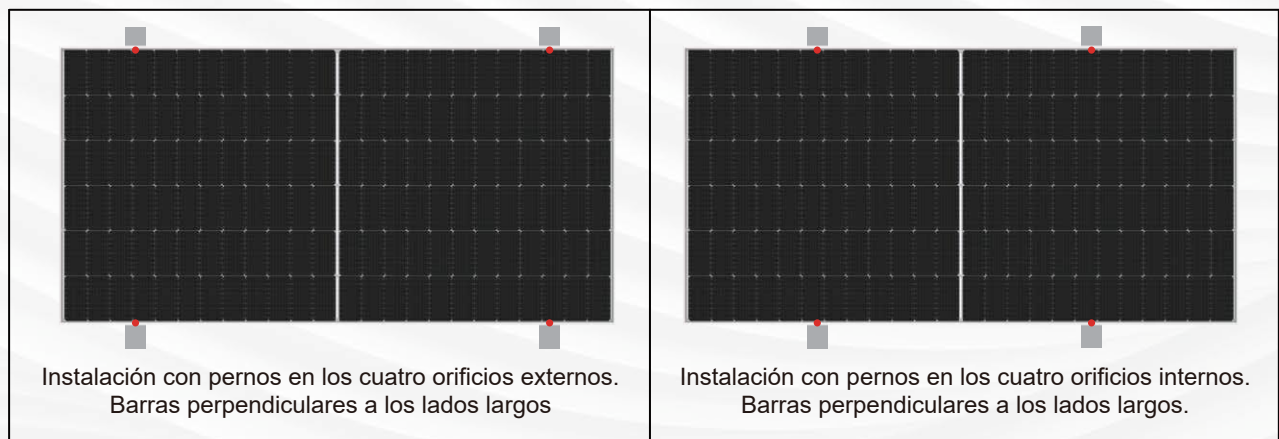 Instalación con pernos en los cuatro orificios externos.
Barras perpendiculares a los lados largos
Instalación con pernos en los cuatro orificios internos.
Barras perpendiculares a los lados largos.